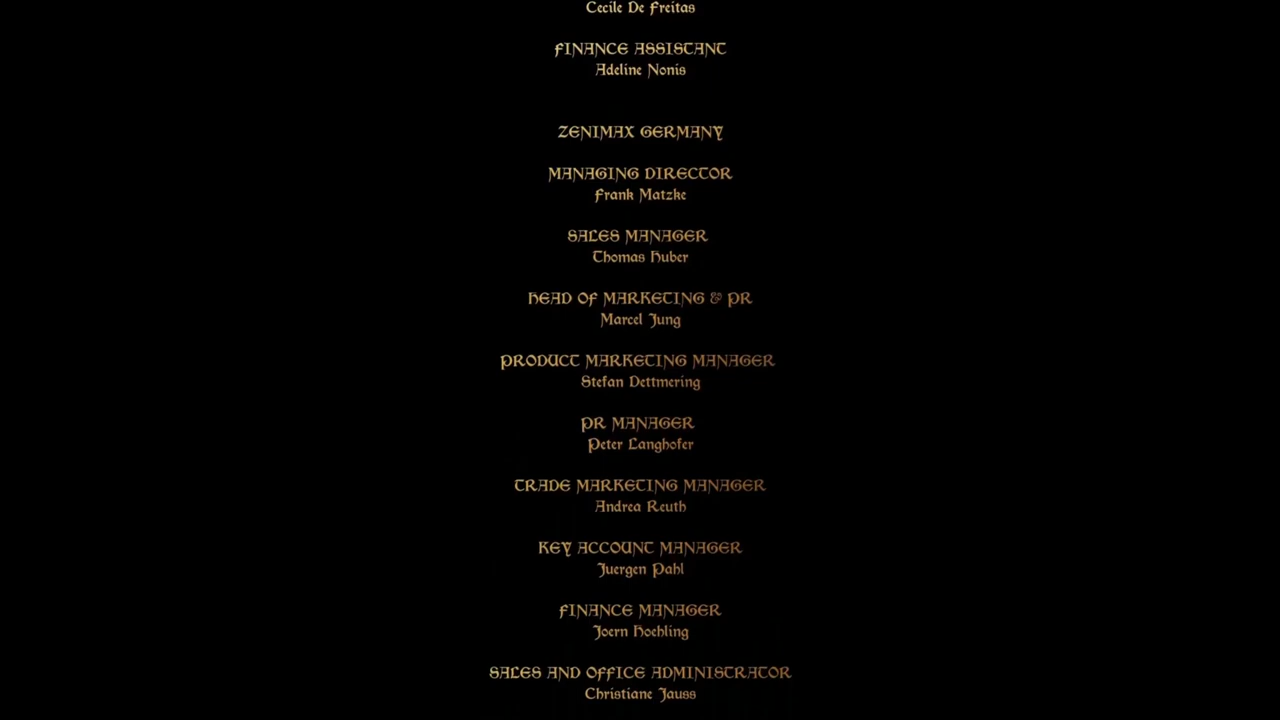 Cecile De Freitas
FINANCE ASSISTANT
Adeline Nonis
ZENIMAX GERMANY
MANAGING DIRECTOR
Frank Matzke
SALES MANAGER
Thomas Huber
HEAD OF MARKETING & PR
Marcel Jung
PRODUCT MARKETING MANAGER
Stefan Dettmering
PR MANAGER
Peter Langhofer
TRADE MARKETING MANAGER
Andrea Reuth
KEY ACCOUNT MANAGER
Juergen Pahl
FINANCE MANAGER
Joern Hoehling
SALES AND OFFICE ADMINISTRATOR
Christiane Jauss